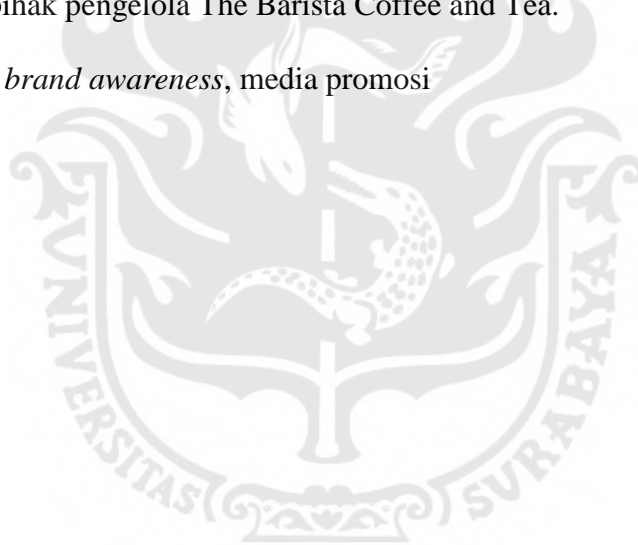 pihak pengelola The Barista Coffee and Tea.
brand awareness, media promosi
UNIVERSITAS SURABAYA